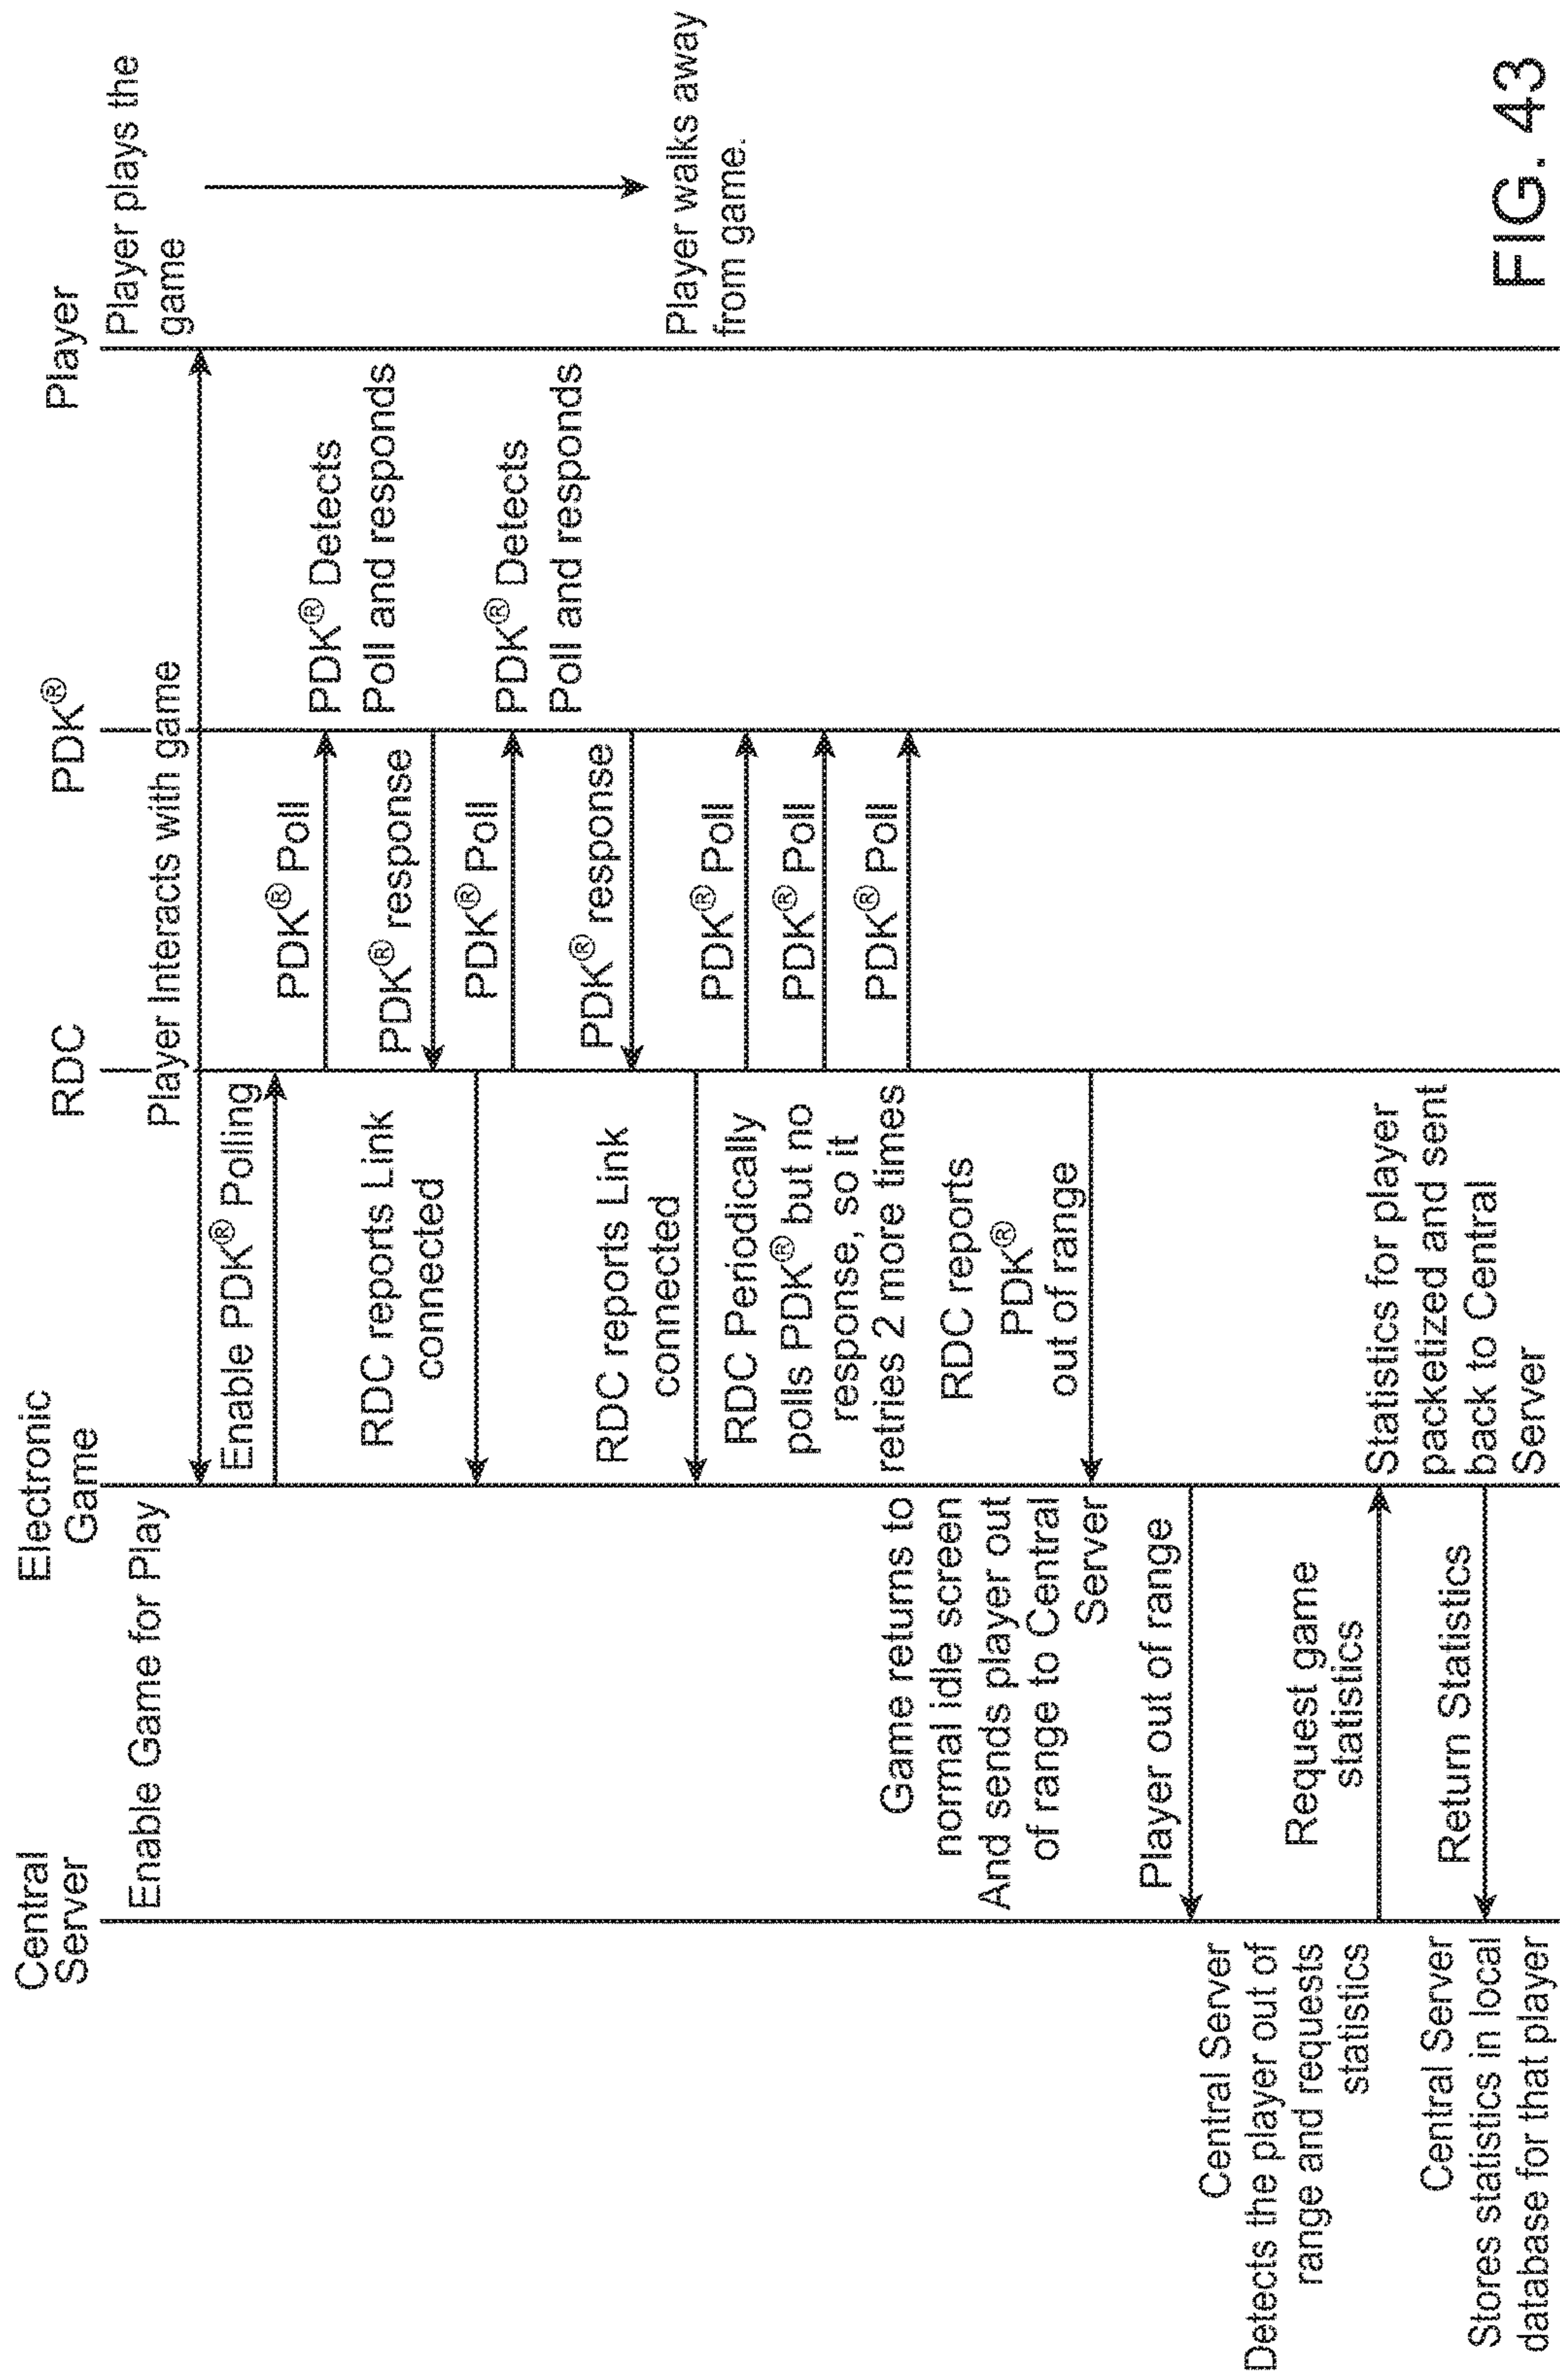 Central
Server
Electronic
Game
RDC
PDK®
Player
Enable Game for Play
Player Interacts with game
Player plays the
game
Enable PDK® Polling
PDK® Poll
PDK® Detects
Poll and responds
PDK® response
RDC reports Link
connected
PDK® Poll
PDK® Detects
Poll and responds
PDK® response
RDC reports Link
connected
Player walks away
from game.
RDC Periodically
polls PDK® but no
response, so it
retries 2 more times
PDK® Poll
PDK® Poll
PDK® Poll
RDC reports
PDK®
out of range
Game returns to
normal idle screen
And sends player out
of range to Central
Server
Player out of range
Central Server
Detects the player out of
range and requests
statistics
Request game
statistics
Statistics for player
packetized and sent
back to Central
Server
Return Statistics
Central Server
Stores statistics in local
database for that player
FIG. 43